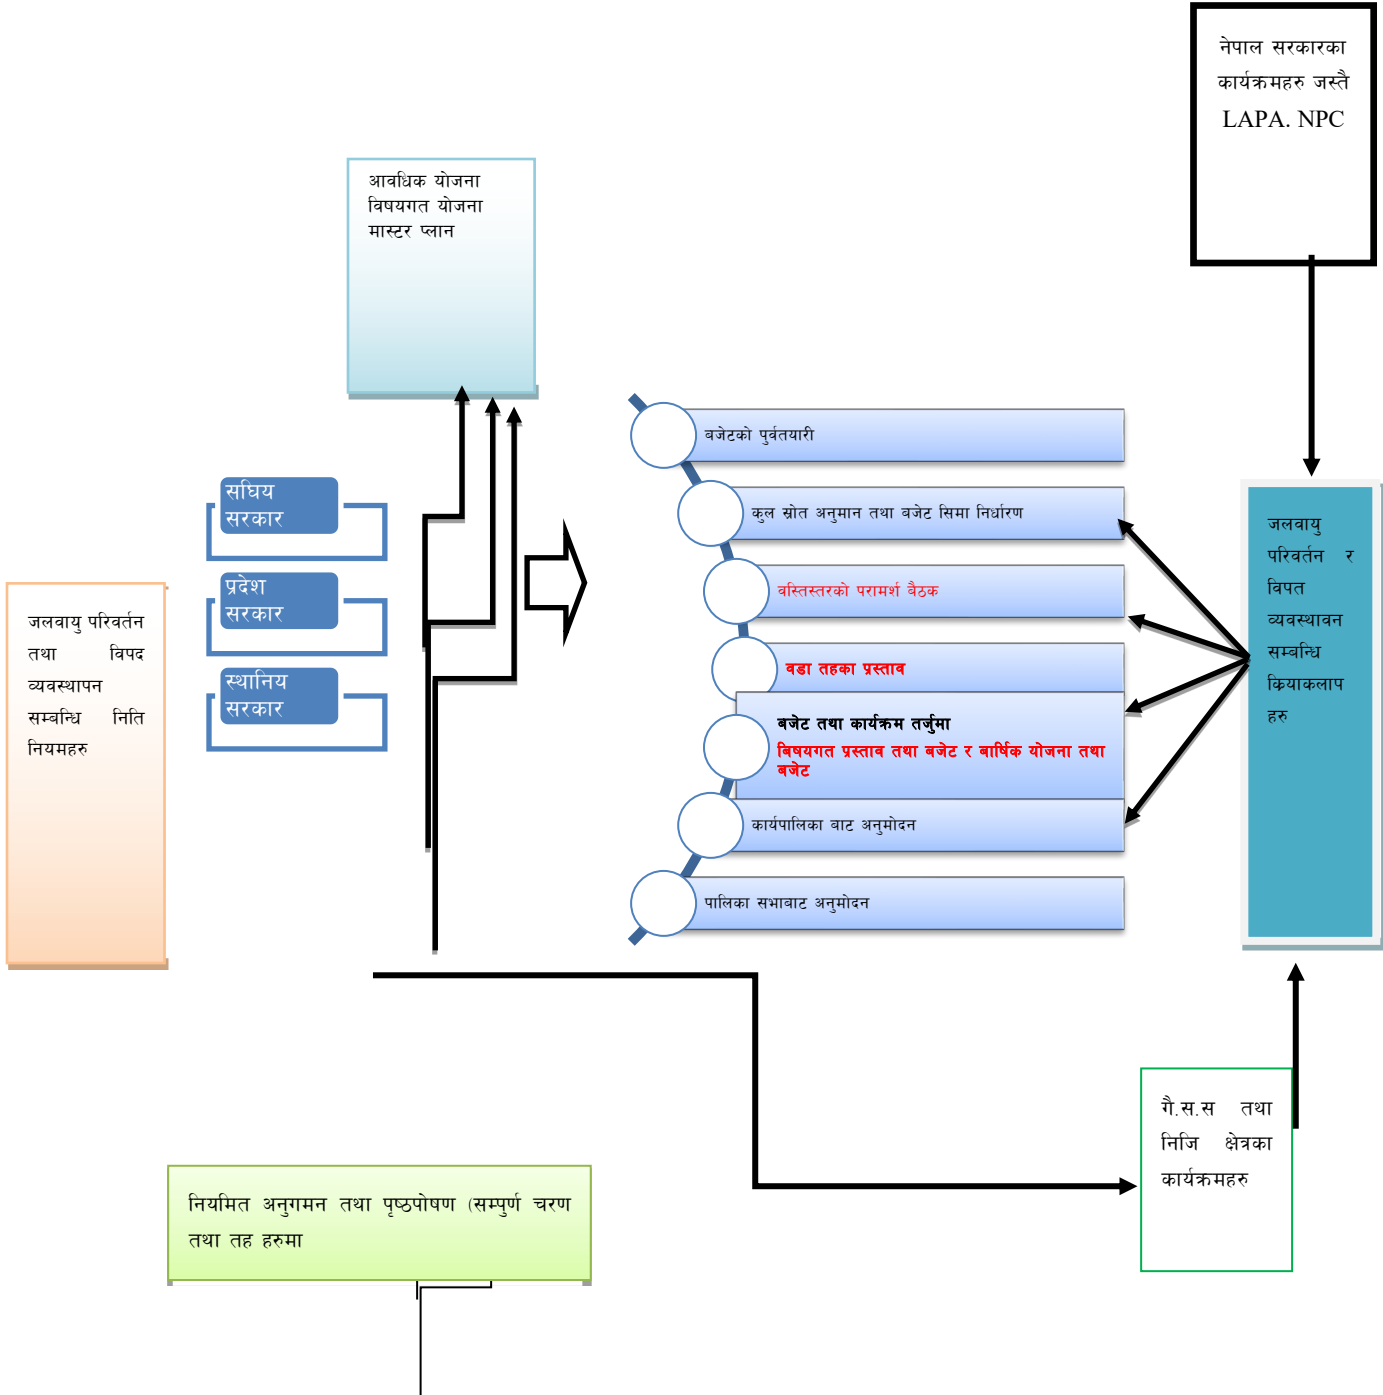 नेपाल सरकारका
कार्यक्रमहरु जस्तै
LAPA. NPC
आवधिक योजना
विषयगत योजना
मास्टर प्लान
सघिय
सरकार
प्रदेश
सरकार
स्थानिय
सरकार
जलवायु परिवर्तन
तथा विपद
व्यवस्थापन
सम्बन्धि निति
नियमहरु
बजेटको पुर्वतयारी
कुल स्रोत अनुमान तथा बजेट सिमा निर्धारण
वस्तिस्तरको परामर्श बैठक
वडा तहका प्रस्ताव
बजेट तथा कार्यक्रम तर्जुमा
बिषयगत प्रस्ताव तथा बजेट र बार्षिक योजना तथा
बजेट
कार्यपालिका बाट अनुमोदन
पालिका सभाबाट अनुमोदन
जलवायु
परिवर्तन र
विपत
व्यवस्थावन
सम्बन्धि
क्रियाकलाप
हरु
गै.स.स तथा
निजि क्षेत्रका
कार्यक्रमहरु
नियमित अनुगमन तथा पृष्ठपोषण (सम्पुर्ण चरण
तथा तह हरुमा